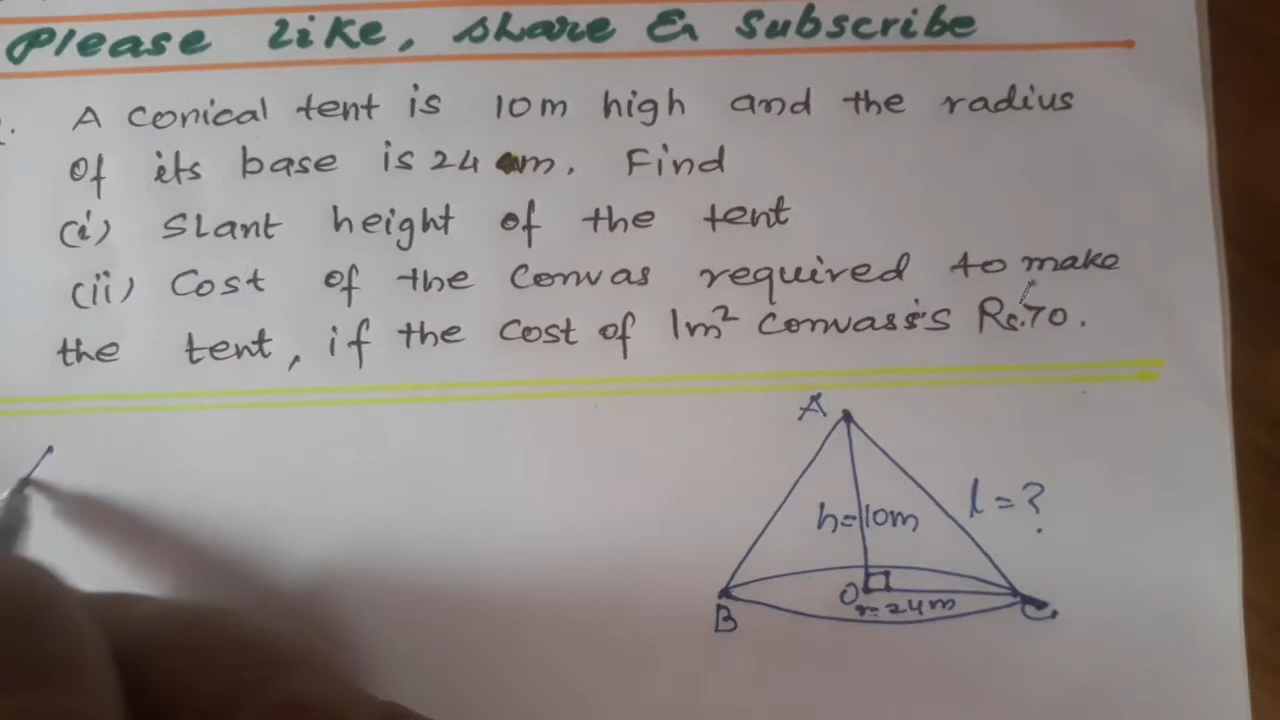 Please Like, Share & Subscribe
A conical tent is 10m high and the radius
of its base is 24 m. Find
(i) Slant height of the tent
(ii) Cost of the Convas required to make
the tent, if the cost of 1m² convas is Rs.70.
A
h=10m
l=?
O
r=24m
B
C